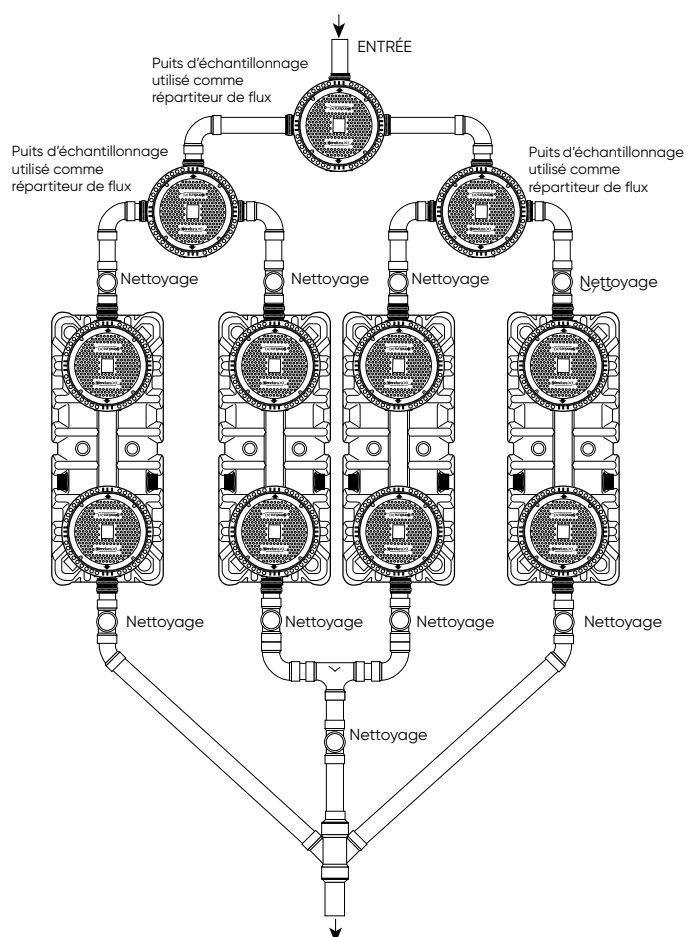 ENTRÉE
Puits d'échantillonnage
utilisé comme
répartiteur de flux
Puits d'échantillonnage
utilisé comme
répartiteur de flux
Puits d'échantillonnage
utilisé comme
répartiteur de flux
Nettoyage
Nettoyage
Nettoyage
Nettoyage
Nettoyage
Nettoyage
Nettoyage
Nettoyage
Nettoyage